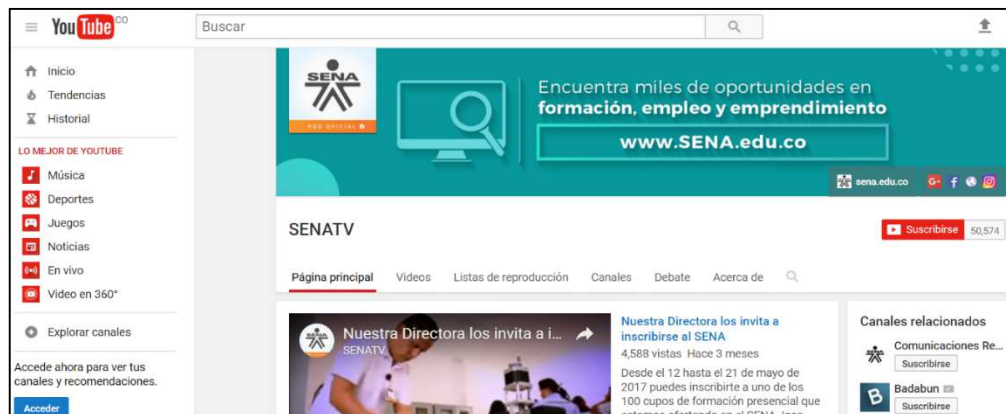 YouTube CO
Buscar
Inicio
Tendencias
Historial
LO MEJOR DE YOUTUBE
Música
Deportes
Juegos
Noticias
En vivo
Video en 360°
Explorar canales
Accede ahora para ver tus
canales y recomendaciones.
Acceder
SENA
RED OFICIAL
Encuentra miles de oportunidades en
formación, empleo y emprendimiento
www.SENA.edu.co
sena.edu.co
G+ f
SENATV
Suscribirse 50,574
Página principal Videos Listas de reproducción Canales Debate Acerca de
SENA
Nuestra Directora los invita a i...
SENATV
Nuestra Directora los invita a
inscribirse al SENA
4,588 vistas Hace 3 meses
Desde el 12 hasta el 21 de mayo de
2017 puedes inscribirte a uno de los
100 cupos de formación presencial que
Canales relacionados
Comunicaciones Re...
Suscribirse
B
Badabun
Suscribirse